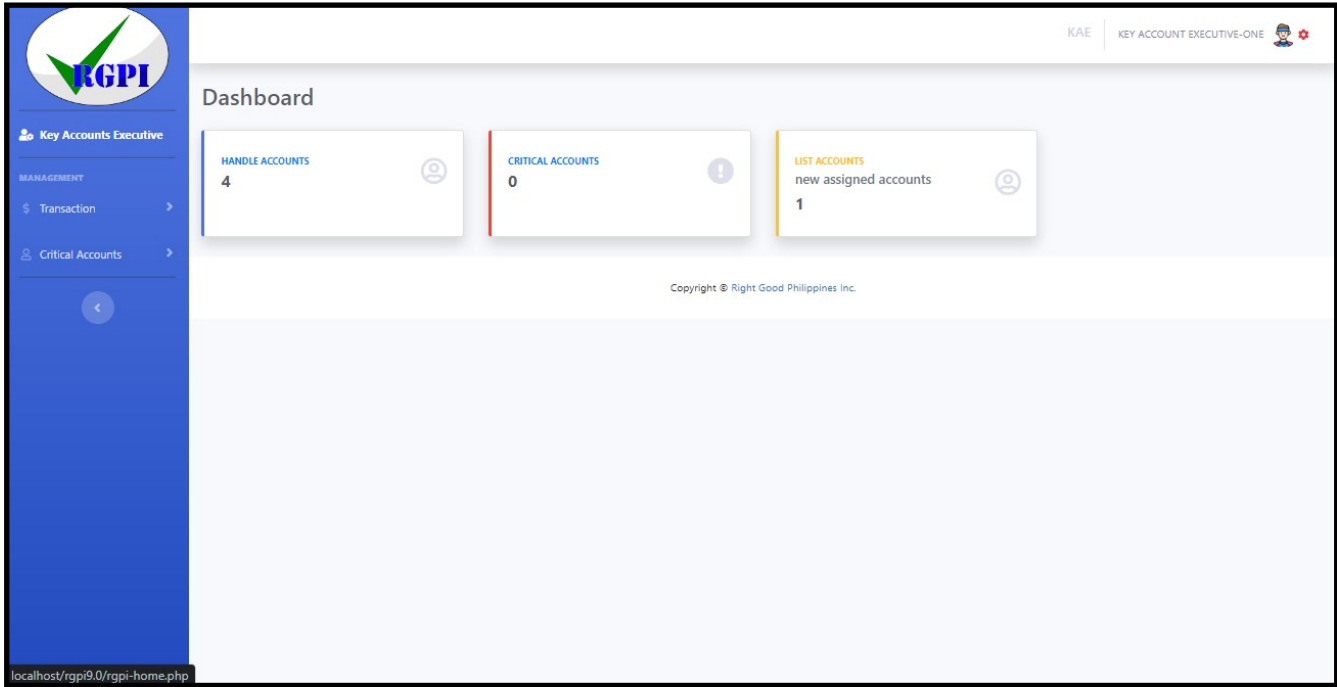 RGPI
KAE
KEY ACCOUNT EXECUTIVE-ONE
Key Accounts Executive
MANAGEMENT
$ Transaction
Critical Accounts
Dashboard
HANDLE ACCOUNTS
4
CRITICAL ACCOUNTS
0
LIST ACCOUNTS
new assigned accounts
1
Copyright © Right Good Philippines Inc.
localhost/rgpi9.0/rgpi-home.php